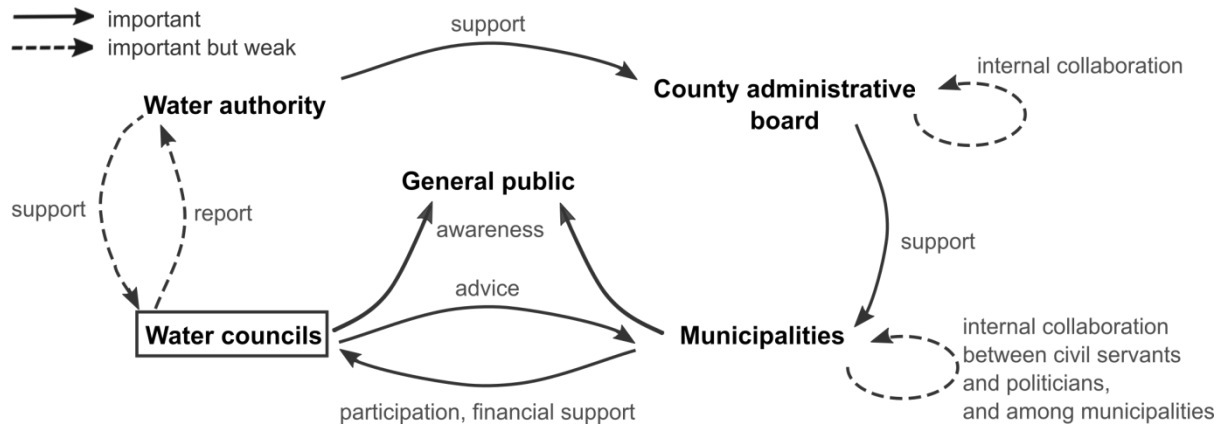 important
important but weak
support
internal collaboration
Water authority
County administrative
board
General public
support
report
awareness
support
advice
Water councils
Municipalities
internal collaboration
between civil servants
and politicians,
and among municipalities
participation, financial support